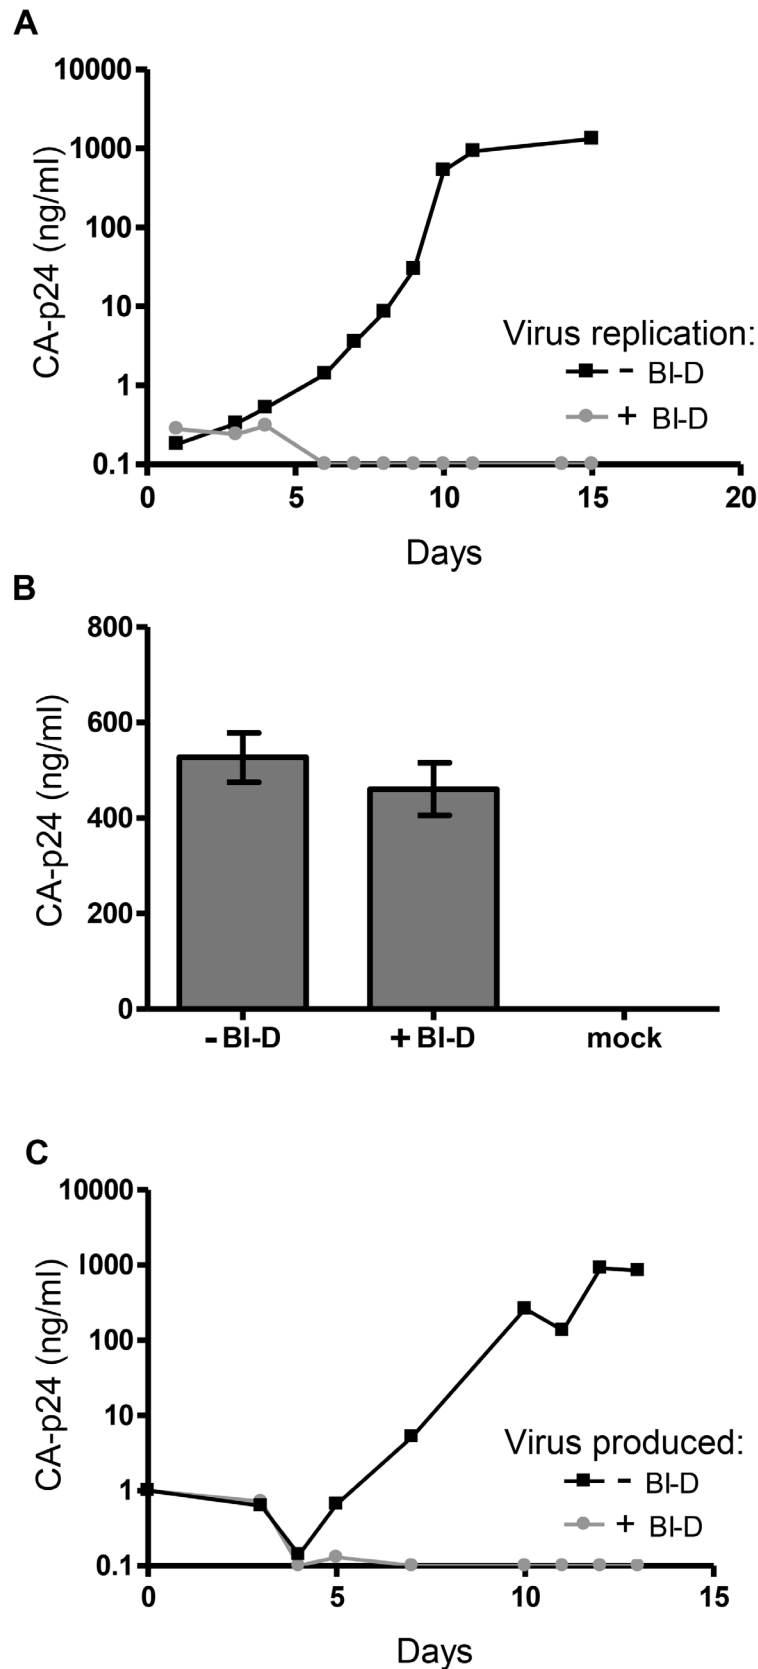 A
10000
1000
100
10
1
0.1
CA-p24 (ng/ml)
Virus replication:
- BI-D
+ BI-D
0 5 10 15 20
Days
B
800
600
400
200
0
CA-p24 (ng/ml)
-BI-D +BI-D mock
C
10000
1000
100
10
1
0.1
CA-p24 (ng/ml)
Virus produced:
- BI-D
+ BI-D
0 5 10 15
Days